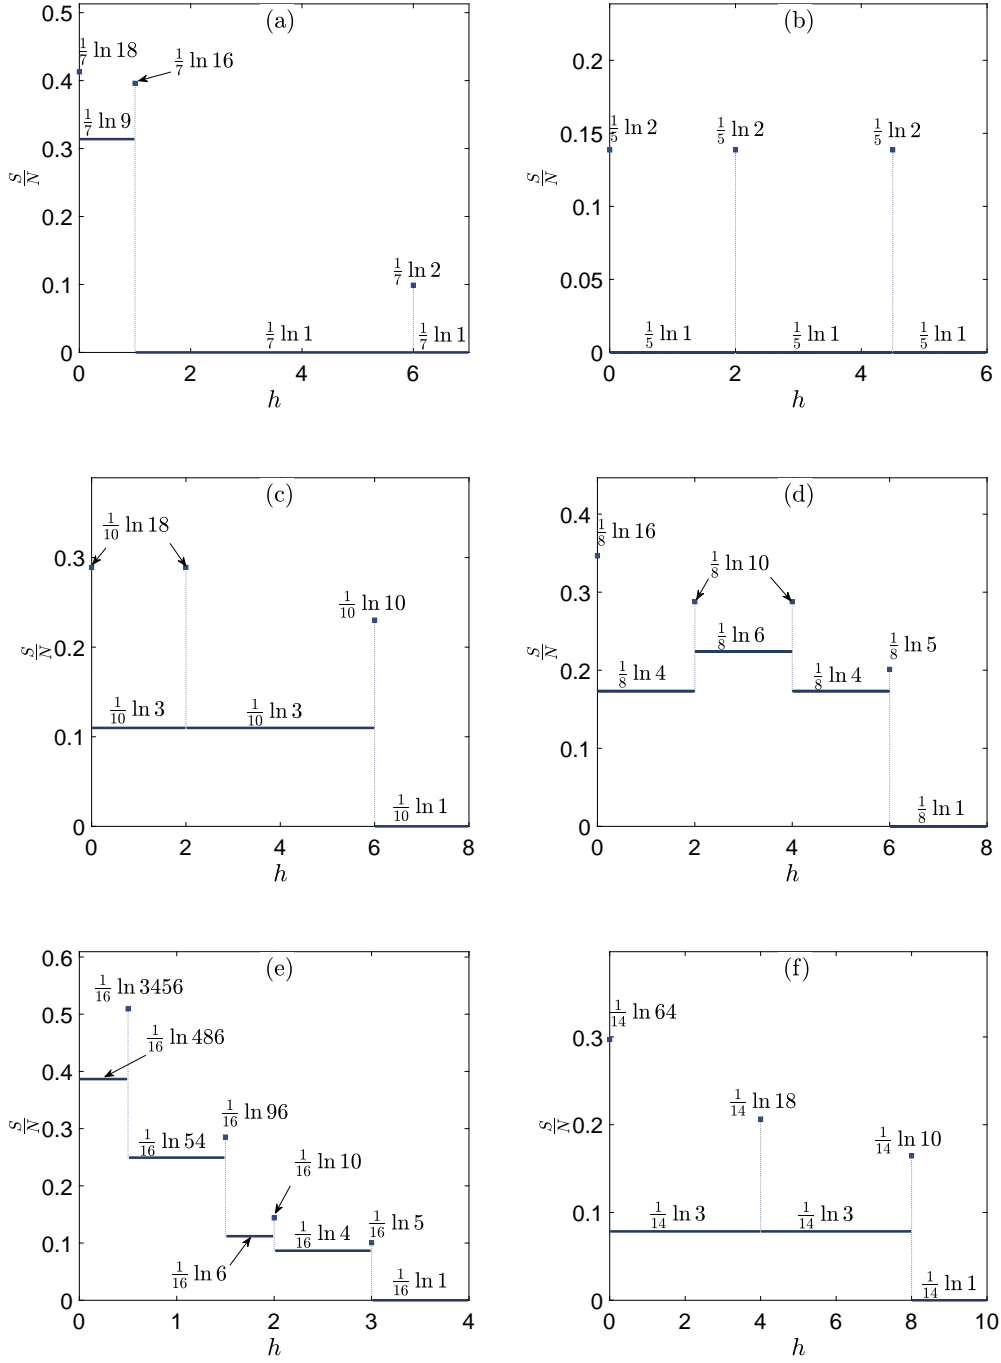 (a)
0.5
0.4
0.3
0.2
0.1
0
S/N
1/7 ln 18
1/7 ln 16
1/7 ln 9
1/7 ln 2
1/7 ln 1
1/7 ln 1
0 2 4 6
h
(b)
0.2
0.15
0.1
0.05
0
S/N
1/5 ln 2
1/5 ln 2
1/5 ln 2
1/5 ln 1
1/5 ln 1
1/5 ln 1
0 2 4 6
h
(c)
0.3
0.2
0.1
0
S/N
1/10 ln 18
1/10 ln 10
1/10 ln 3
1/10 ln 3
1/10 ln 1
0 2 4 6 8
h
(d)
0.4
0.3
0.2
0.1
0
S/N
1/8 ln 16
1/8 ln 10
1/8 ln 6
1/8 ln 5
1/8 ln 4
1/8 ln 4
1/8 ln 1
0 2 4 6 8
h
(e)
0.6
0.5
0.4
0.3
0.2
0.1
0
S/N
1/16 ln 3456
1/16 ln 486
1/16 ln 96
1/16 ln 54
1/16 ln 10
1/16 ln 4
1/16 ln 5
1/16 ln 6
1/16 ln 1
0 1 2 3 4
h
(f)
0.3
0.2
0.1
0
S/N
1/14 ln 64
1/14 ln 18
1/14 ln 10
1/14 ln 3
1/14 ln 3
1/14 ln 1
0 2 4 6 8 10
h